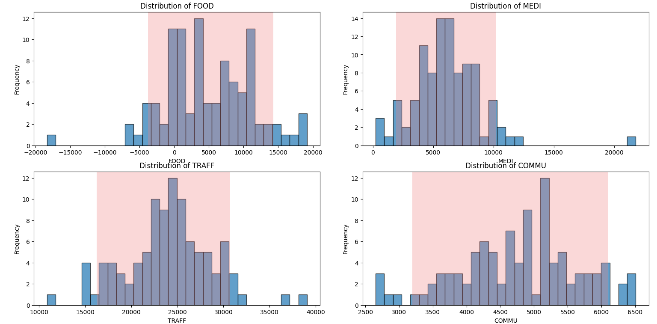 Distribution of FOOD
Frequency
12
10
8
6
4
2
0
−20000 −15000 −10000 −5000 0 5000 10000 15000 20000
FOOD
Distribution of MEDI
Frequency
14
12
10
8
6
4
2
0
0 5000 10000 15000 20000
MEDI
Distribution of TRAFF
Frequency
12
10
8
6
4
2
0
10000 15000 20000 25000 30000 35000 40000
TRAFF
Distribution of COMMU
Frequency
12
10
8
6
4
2
0
2500 3000 3500 4000 4500 5000 5500 6000 6500
COMMU